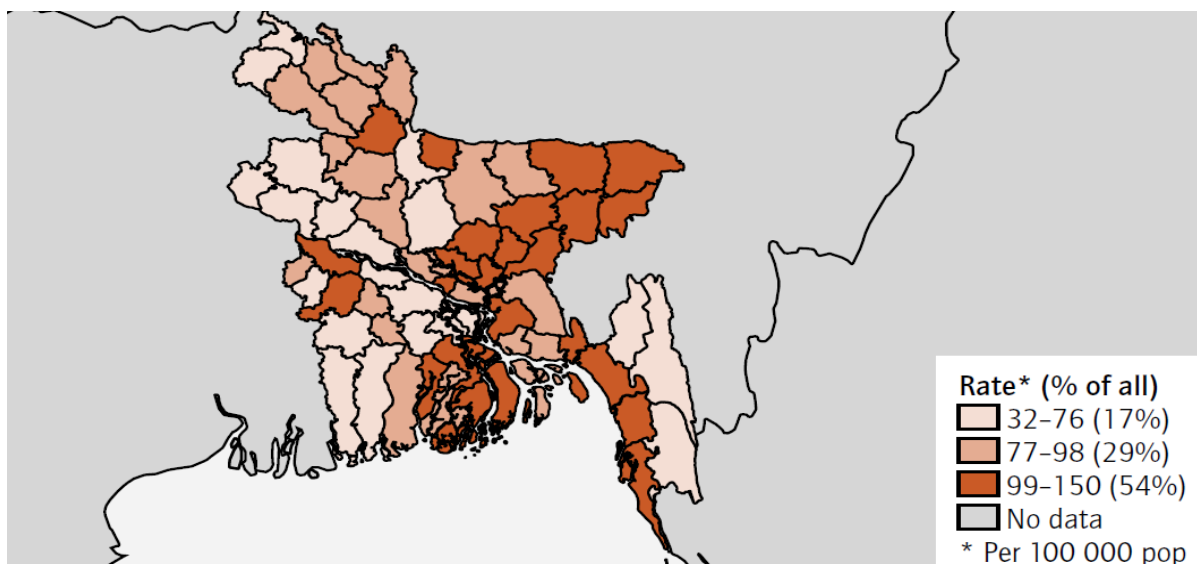 Rate* (% of all)
32–76 (17%)
77–98 (29%)
99–150 (54%)
No data
* Per 100 000 pop